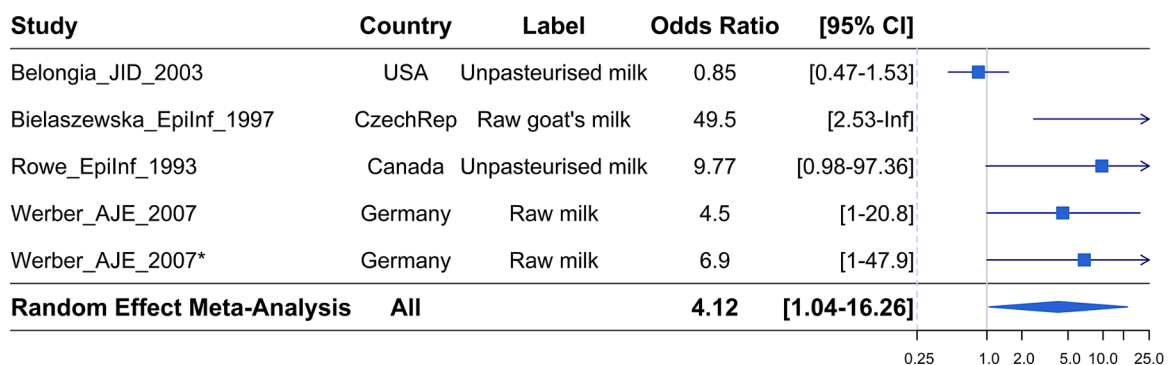 Study Country Label Odds Ratio [95% CI]
Belongia_JID_2003 USA Unpasteurised milk 0.85 [0.47-1.53]
Bielaszewska_EpiInf_1997 CzechRep Raw goat's milk 49.5 [2.53-Inf]
Rowe_EpiInf_1993 Canada Unpasteurised milk 9.77 [0.98-97.36]
Werber_AJE_2007 Germany Raw milk 4.5 [1-20.8]
Werber_AJE_2007* Germany Raw milk 6.9 [1-47.9]
Random Effect Meta-Analysis All 4.12 [1.04-16.26]
0.25 1.0 2.0 5.0 10.0 25.0